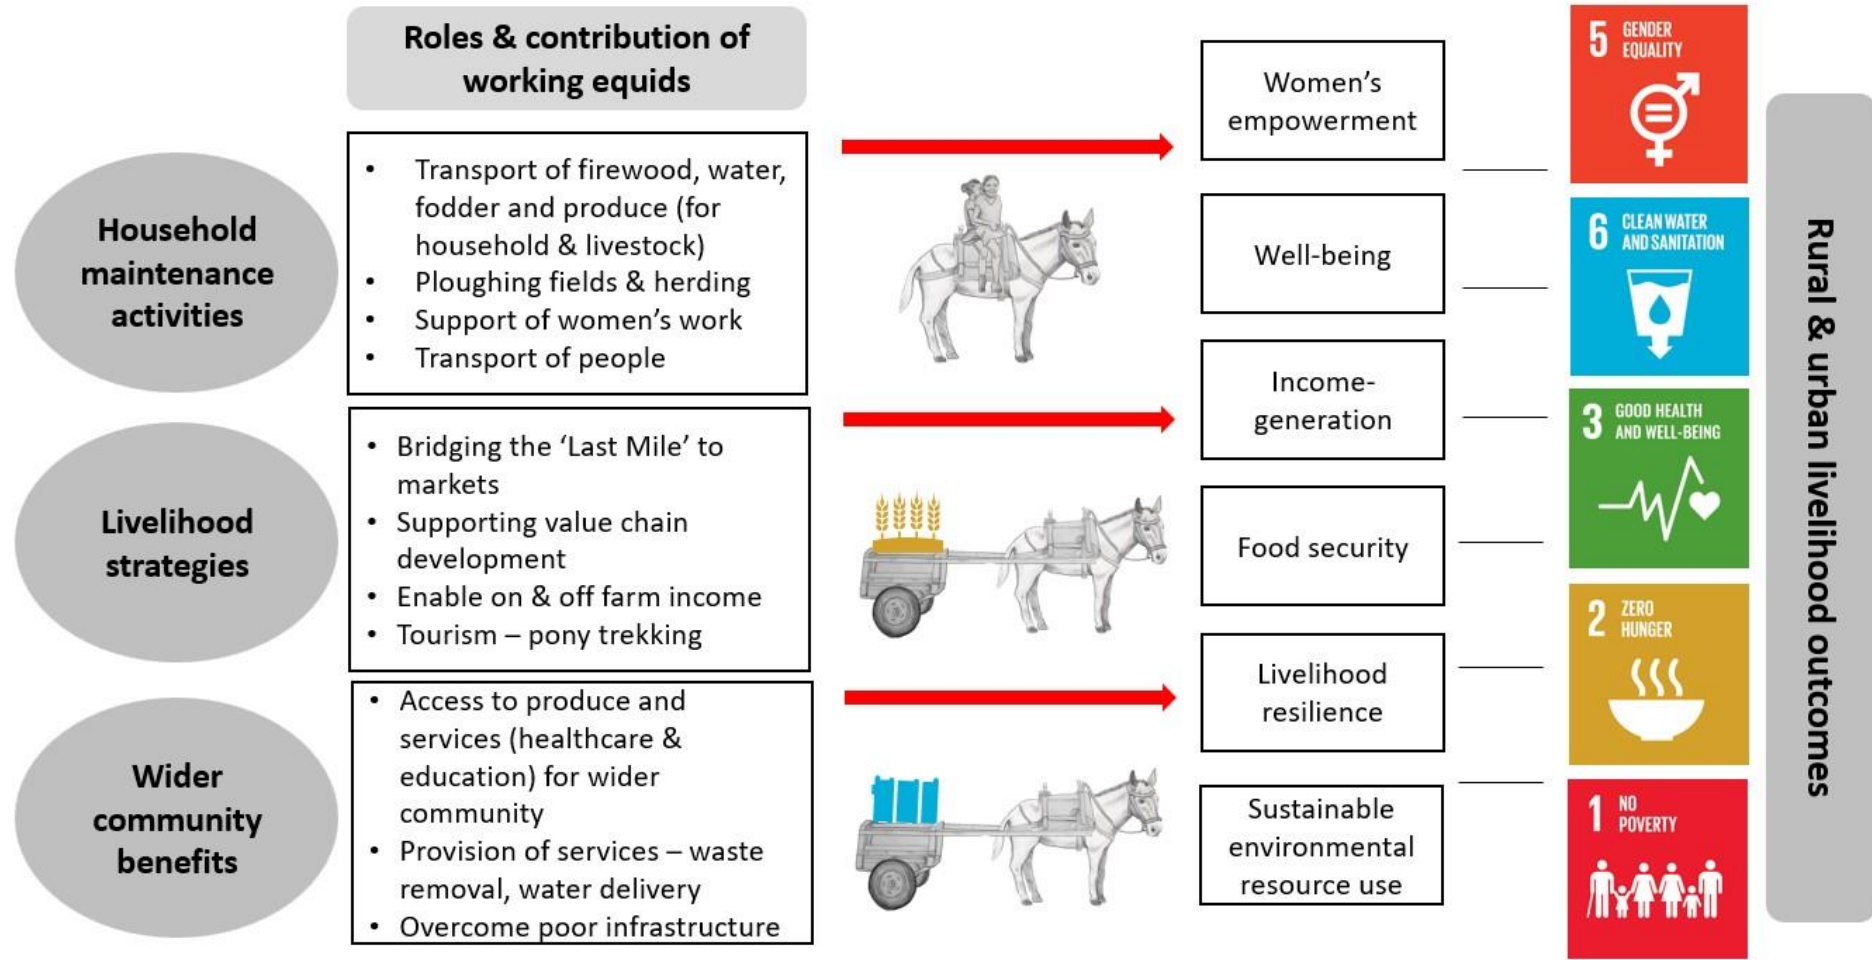 Roles & contribution of
working equids
Household
maintenance
activities
• Transport of firewood, water,
fodder and produce (for
household & livestock)
• Ploughing fields & herding
• Support of women’s work
• Transport of people
Livelihood
strategies
• Bridging the ‘Last Mile’ to
markets
• Supporting value chain
development
• Enable on & off farm income
• Tourism – pony trekking
Wider
community
benefits
• Access to produce and
services (healthcare &
education) for wider
community
• Provision of services – waste
removal, water delivery
• Overcome poor infrastructure
Women’s
empowerment
Well-being
Income-
generation
Food security
Livelihood
resilience
Sustainable
environmental
resource use
5 GENDER
EQUALITY
6 CLEAN WATER
AND SANITATION
3 GOOD HEALTH
AND WELL-BEING
2 ZERO
HUNGER
1 NO
POVERTY
Rural & urban livelihood outcomes